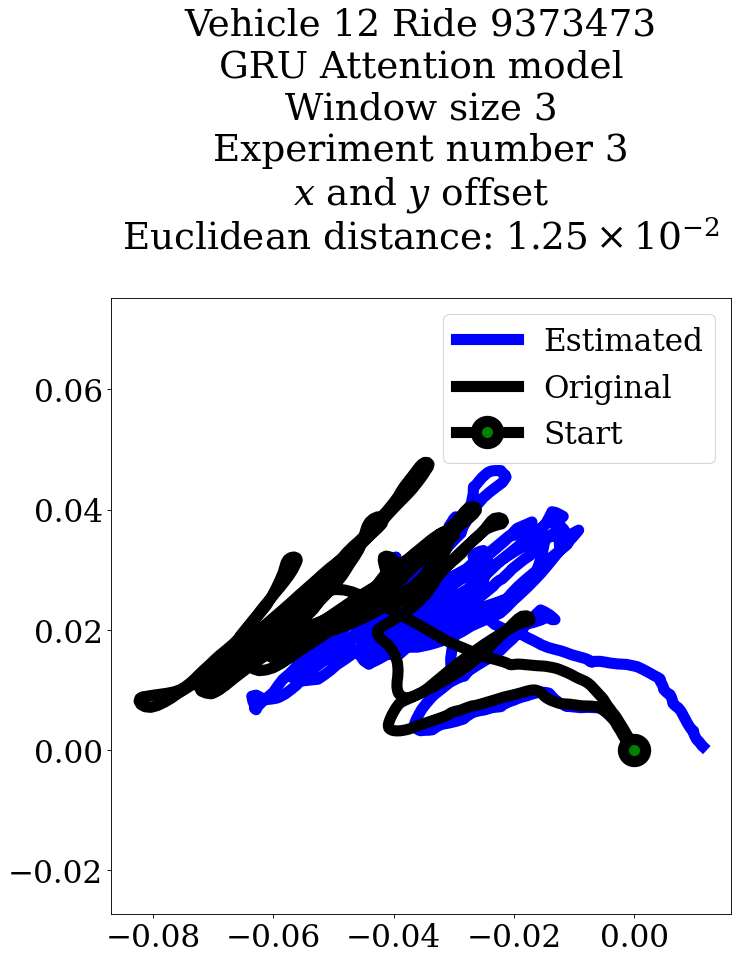 Vehicle 12 Ride 9373473
GRU Attention model
Window size 3
Experiment number 3
x and y offset
Euclidean distance: 1.25 × 10⁻²
Estimated
Original
Start
0.06
0.04
0.02
0.00
−0.02
−0.08
−0.06
−0.04
−0.02
0.00